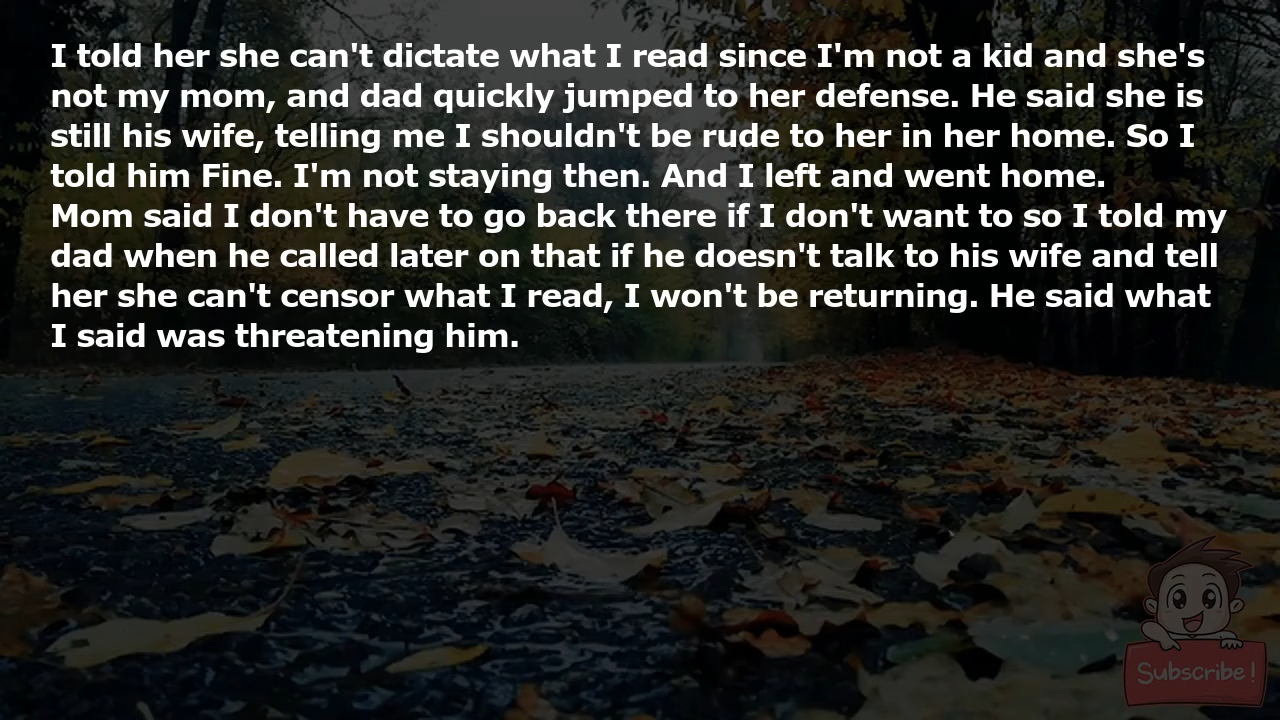 I told her she can't dictate what I read since I'm not a kid and she's
not my mom, and dad quickly jumped to her defense. He said she is
still his wife, telling me I shouldn't be rude to her in her home. So I
told him Fine. I'm not staying then. And I left and went home.
Mom said I don't have to go back there if I don't want to so I told my
dad when he called later on that if he doesn't talk to his wife and tell
her she can't censor what I read, I won't be returning. He said what
I said was threatening him.
Subscribe!